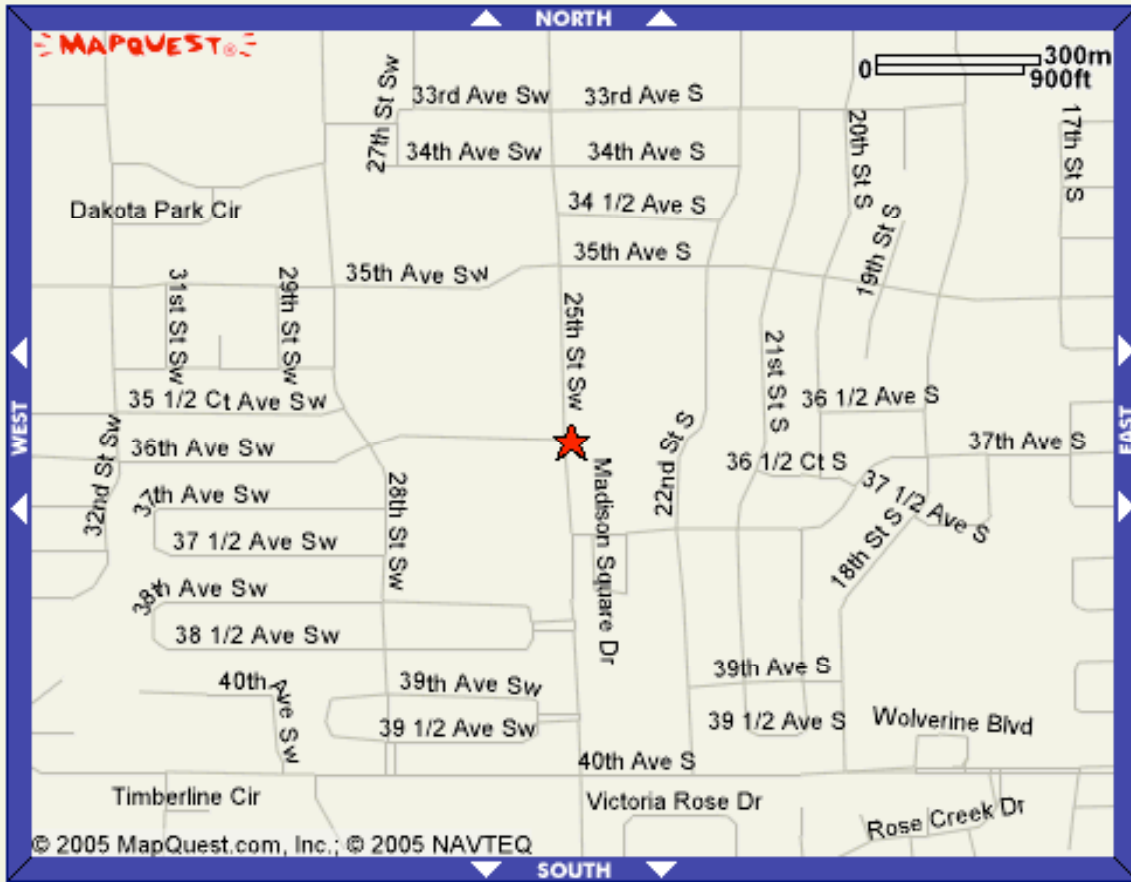 NORTH
MAPQUEST®
0 300m
900ft
27th St Sw
33rd Ave Sw
33rd Ave S
20th St S
17th St S
34th Ave Sw
34th Ave S
Dakota Park Cir
34 1/2 Ave S
19th St S
35th Ave Sw
35th Ave S
31st St Sw
29th St Sw
25th St Sw
21st St S
35 1/2 Ct Ave Sw
36 1/2 Ave S
WEST
EAST
32nd St Sw
36th Ave Sw
22nd St S
37th Ave S
36 1/2 Ct S
37th Ave Sw
28th St Sw
Madison Square Dr
37 1/2 Ave S
37 1/2 Ave Sw
18th St S
38th Ave Sw
38 1/2 Ave Sw
40th Ave Sw
39th Ave Sw
39th Ave S
39 1/2 Ave Sw
39 1/2 Ave S
Wolverine Blvd
40th Ave S
Timberline Cir
Victoria Rose Dr
Rose Creek Dr
© 2005 MapQuest.com, Inc.; © 2005 NAVTEQ
SOUTH